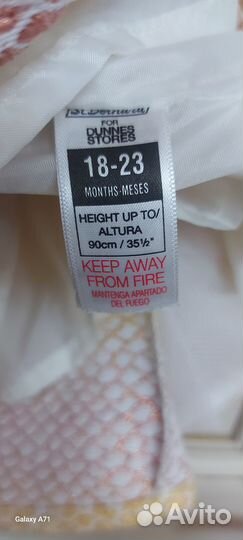 St. Bernard
FOR
DUNNES
STORES
18-23
MONTHS-MESES
HEIGHT UP TO/
ALTURA
90cm / 35½"
KEEP AWAY
FROM FIRE
MANTENGA APARTADO
DEL FUEGO
Galaxy A71
Avito